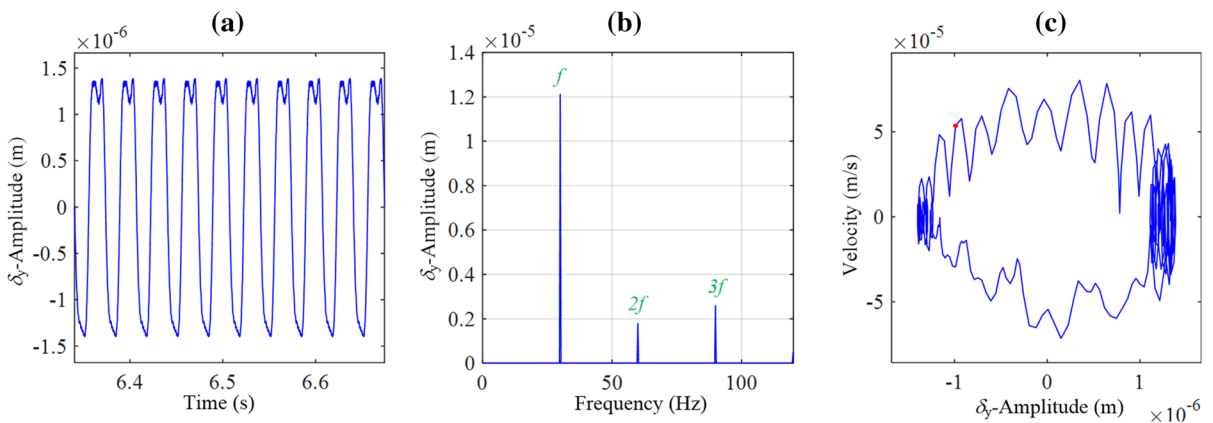 (a)
×10⁻⁶
1.5
1
0.5
0
-0.5
-1
-1.5
δy-Amplitude (m)
6.4
6.5
6.6
Time (s)
(b)
×10⁻⁵
1.4
1.2
1.0
0.8
0.6
0.4
0.2
0
δy-Amplitude (m)
f
2f
3f
0
50
100
Frequency (Hz)
(c)
×10⁻⁵
5
0
-5
Velocity (m/s)
-1
0
1
×10⁻⁶
δy-Amplitude (m)